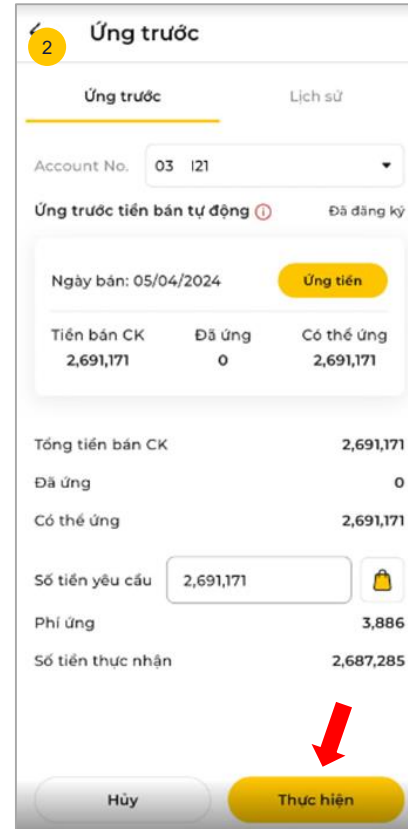 2
Ứng trước
Ứng trước Lịch sử
Account No. 03 I21
Ứng trước tiền bán tự động Đã đăng ký
Ngày bán: 05/04/2024 Ứng tiền
Tiền bán CK Đã ứng Có thể ứng
2,691,171 0 2,691,171
Tổng tiền bán CK 2,691,171
Đã ứng 0
Có thể ứng 2,691,171
Số tiền yêu cầu 2,691,171
Phí ứng 3,886
Số tiền thực nhận 2,687,285
Hủy Thực hiện